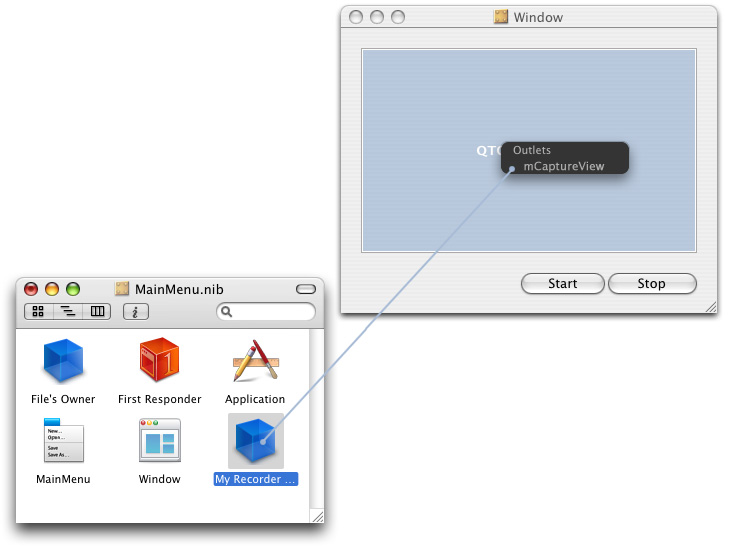 Window
QTC
Outlets
mCaptureView
Start Stop
MainMenu.nib
i
File's Owner First Responder Application
1
New...
Open...
Save
Save As...
MainMenu Window My Recorder ...